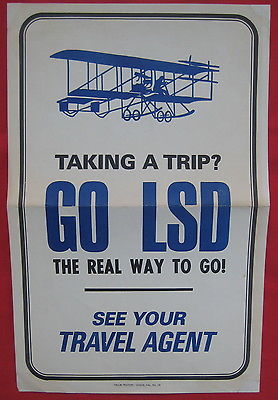 TAKING A TRIP?
GO LSD
THE REAL WAY TO GO!
SEE YOUR
TRAVEL AGENT